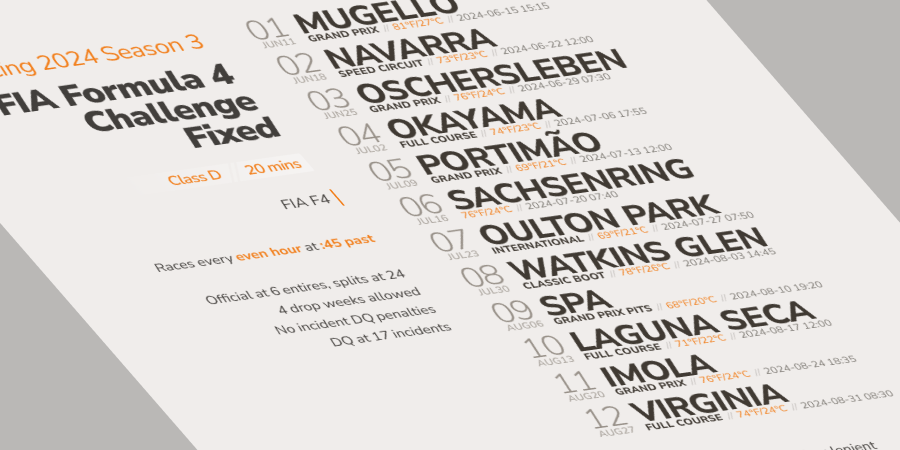 ing 2024 Season 3
FIA Formula 4
Challenge
Fixed
Class D 20 mins
FIA F4
Races every even hour at :45 past
Official at 6 entires, splits at 24
4 drop weeks allowed
No incident DQ penalties
DQ at 17 incidents
01 MUGELLO
JUN11 GRAND PRIX // 81°F/27°C // 2024-06-15 15:15
02 NAVARRA
JUN18 SPEED CIRCUIT // 73°F/23°C // 2024-06-22 12:00
03 OSCHERSLEBEN
JUN25 GRAND PRIX // 76°F/24°C // 2024-06-29 07:30
04 OKAYAMA
JUL02 FULL COURSE // 74°F/23°C // 2024-07-06 17:55
05 PORTIMÃO
JUL09 GRAND PRIX // 69°F/21°C // 2024-07-13 12:00
06 SACHSENRING
JUL16 76°F/24°C // 2024-07-20 07:40
07 OULTON PARK
JUL23 INTERNATIONAL // 69°F/21°C // 2024-07-27 07:50
08 WATKINS GLEN
JUL30 CLASSIC BOOT // 78°F/26°C // 2024-08-03 14:45
09 SPA
AUG06 GRAND PRIX PITS // 68°F/20°C // 2024-08-10 19:20
10 LAGUNA SECA
AUG13 FULL COURSE // 71°F/22°C // 2024-08-17 12:00
11 IMOLA
AUG20 GRAND PRIX // 76°F/24°C // 2024-08-24 18:35
12 VIRGINIA
AUG27 FULL COURSE // 74°F/24°C // 2024-08-31 08:30